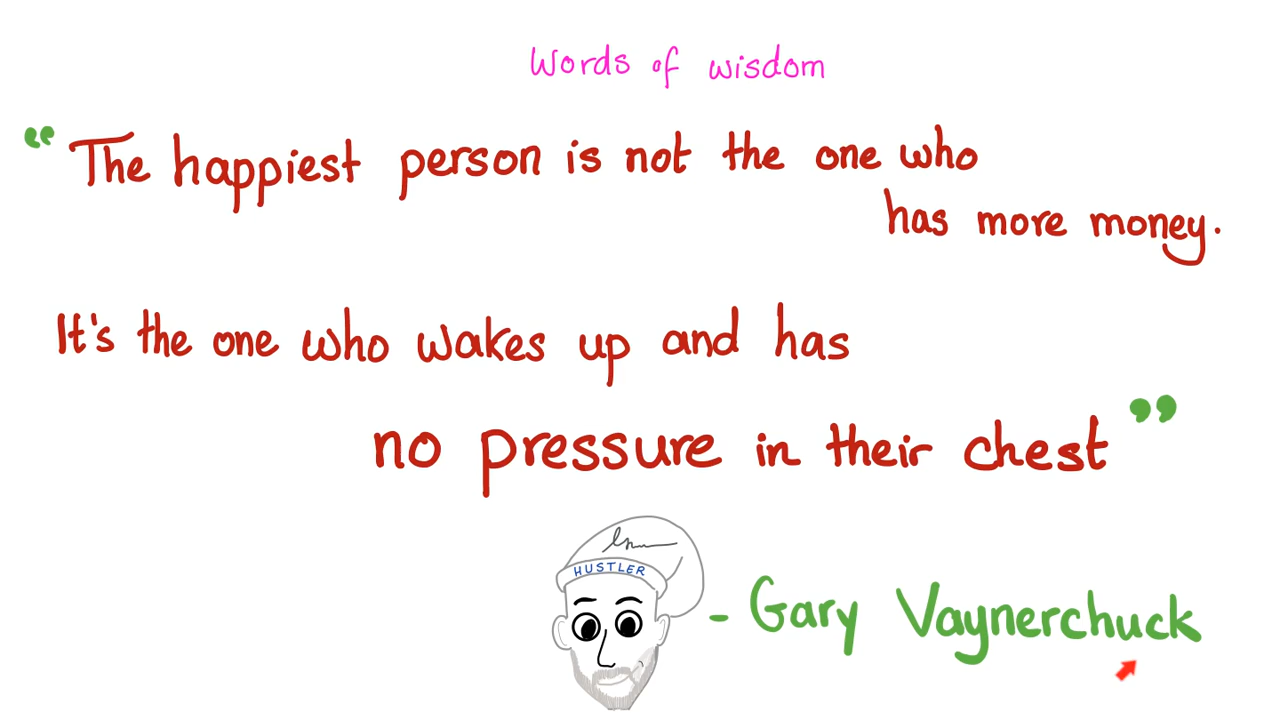 Words of wisdom
“The happiest person is not the one who
has more money.
It's the one who wakes up and has
no pressure in their chest”
HUSTLER
- Gary Vaynerchuck